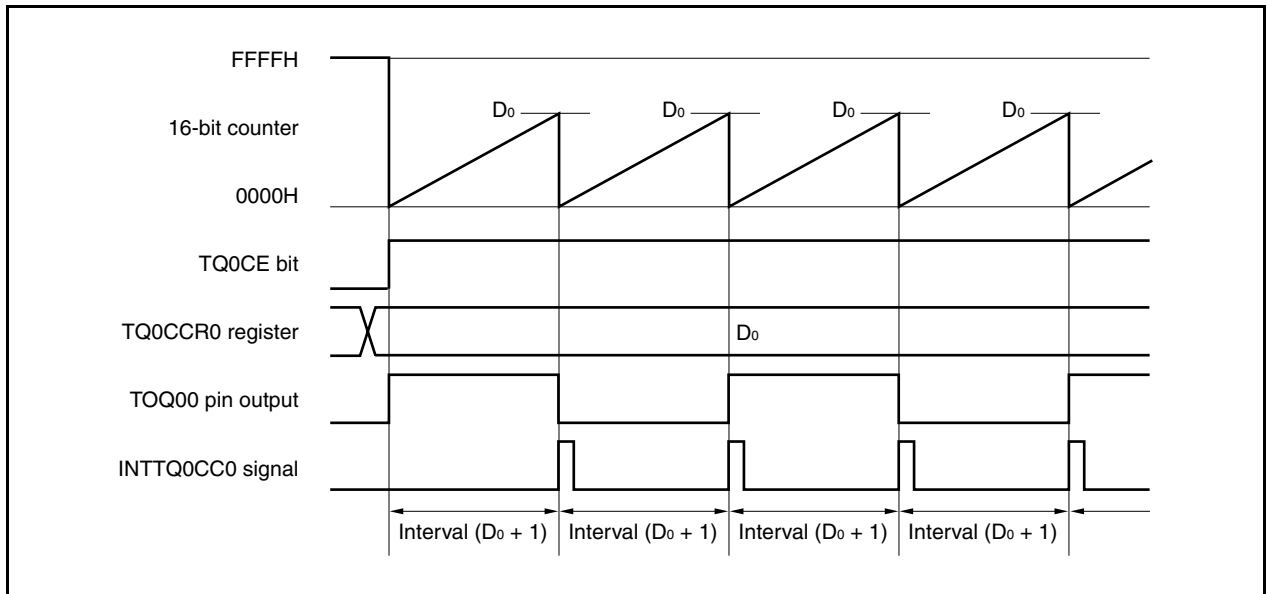 FFFFH
D0 D0 D0 D0
16-bit counter
0000H
TQ0CE bit
TQ0CCR0 register D0
TOQ00 pin output
INTTQ0CC0 signal
Interval (D0 + 1) Interval (D0 + 1) Interval (D0 + 1) Interval (D0 + 1)